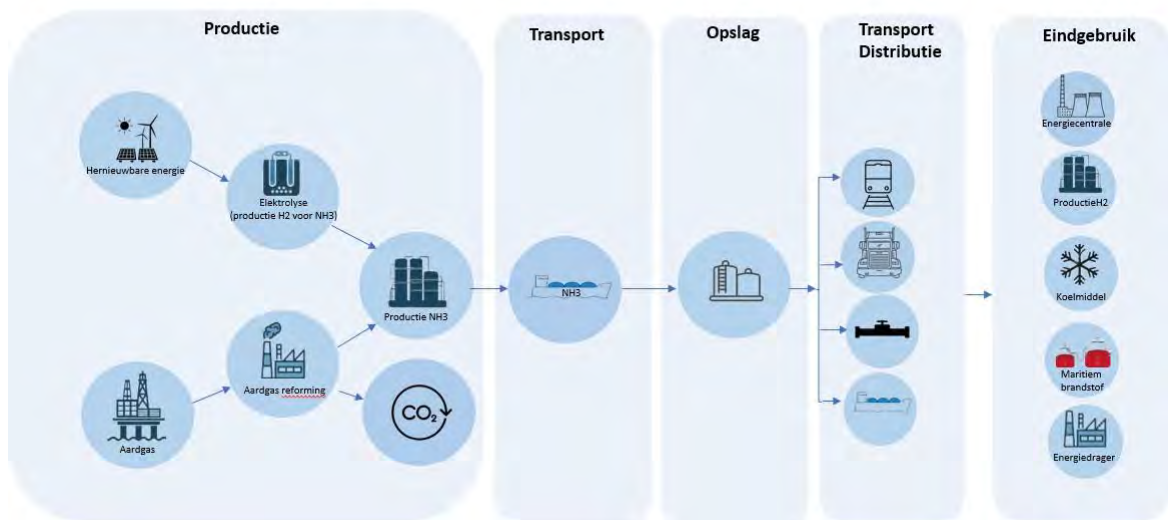 Productie
Hernieuwbare energie
Elektrolyse
(productie H2 voor NH3)
Productie NH3
Aardgas reforming
Aardgas
CO₂
Transport
NH3
Opslag
Transport
Distributie
Eindgebruik
Energiecentrale
ProductieH2
Koelmiddel
Maritiem
brandstof
Energiedrager